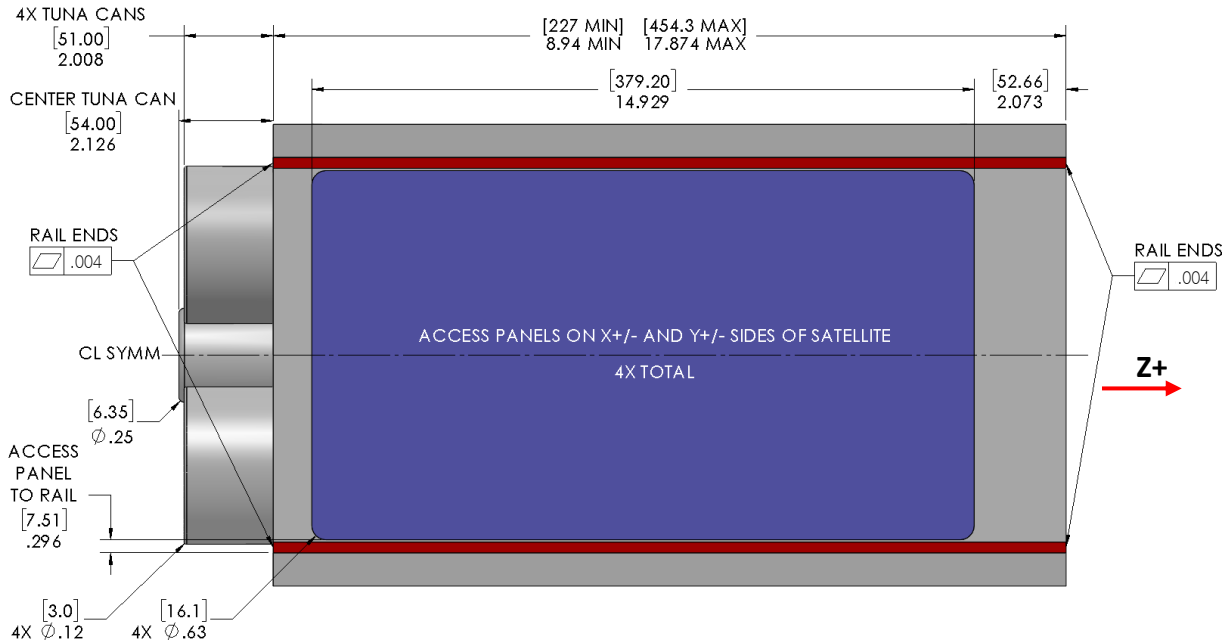 4X TUNA CANS
[51.00]
2.008
[227 MIN] [454.3 MAX]
8.94 MIN 17.874 MAX
[379.20]
14.929
[52.66]
2.073
CENTER TUNA CAN
[54.00]
2.126
RAIL ENDS
.004
RAIL ENDS
.004
ACCESS PANELS ON X+/- AND Y+/- SIDES OF SATELLITE
4X TOTAL
CL SYMM
Z+
[6.35]
∅.25
ACCESS
PANEL
TO RAIL
[7.51]
.296
[3.0]
4X ∅.12
[16.1]
4X ∅.63